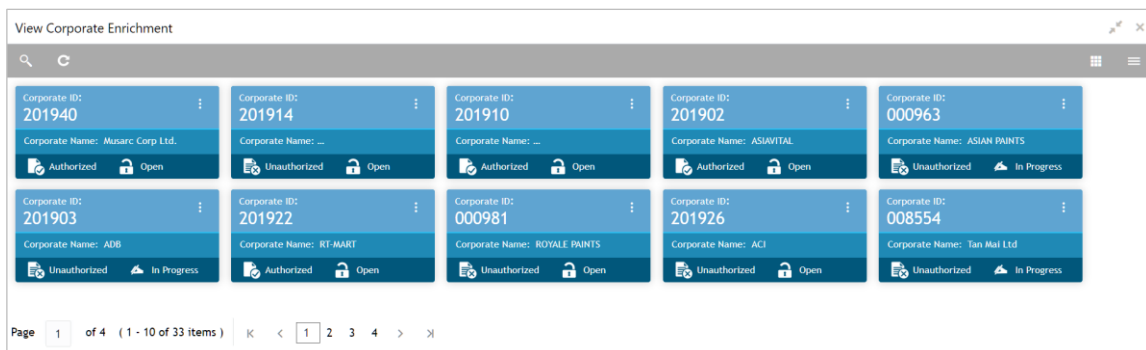 View Corporate Enrichment
Corporate ID:
201940
Corporate Name: Musarc Corp Ltd.
Authorized Open
Corporate ID:
201914
Corporate Name: ...
Unauthorized Open
Corporate ID:
201910
Corporate Name: ...
Authorized Open
Corporate ID:
201902
Corporate Name: ASIAVITAL
Authorized Open
Corporate ID:
000963
Corporate Name: ASIAN PAINTS
Unauthorized In Progress
Corporate ID:
201903
Corporate Name: ADB
Unauthorized In Progress
Corporate ID:
201922
Corporate Name: RT-MART
Authorized Open
Corporate ID:
000981
Corporate Name: ROYALE PAINTS
Unauthorized Open
Corporate ID:
201926
Corporate Name: ACI
Unauthorized Open
Corporate ID:
008554
Corporate Name: Tan Mai Ltd
Unauthorized In Progress
Page 1 of 4 ( 1 - 10 of 33 items ) 1 2 3 4